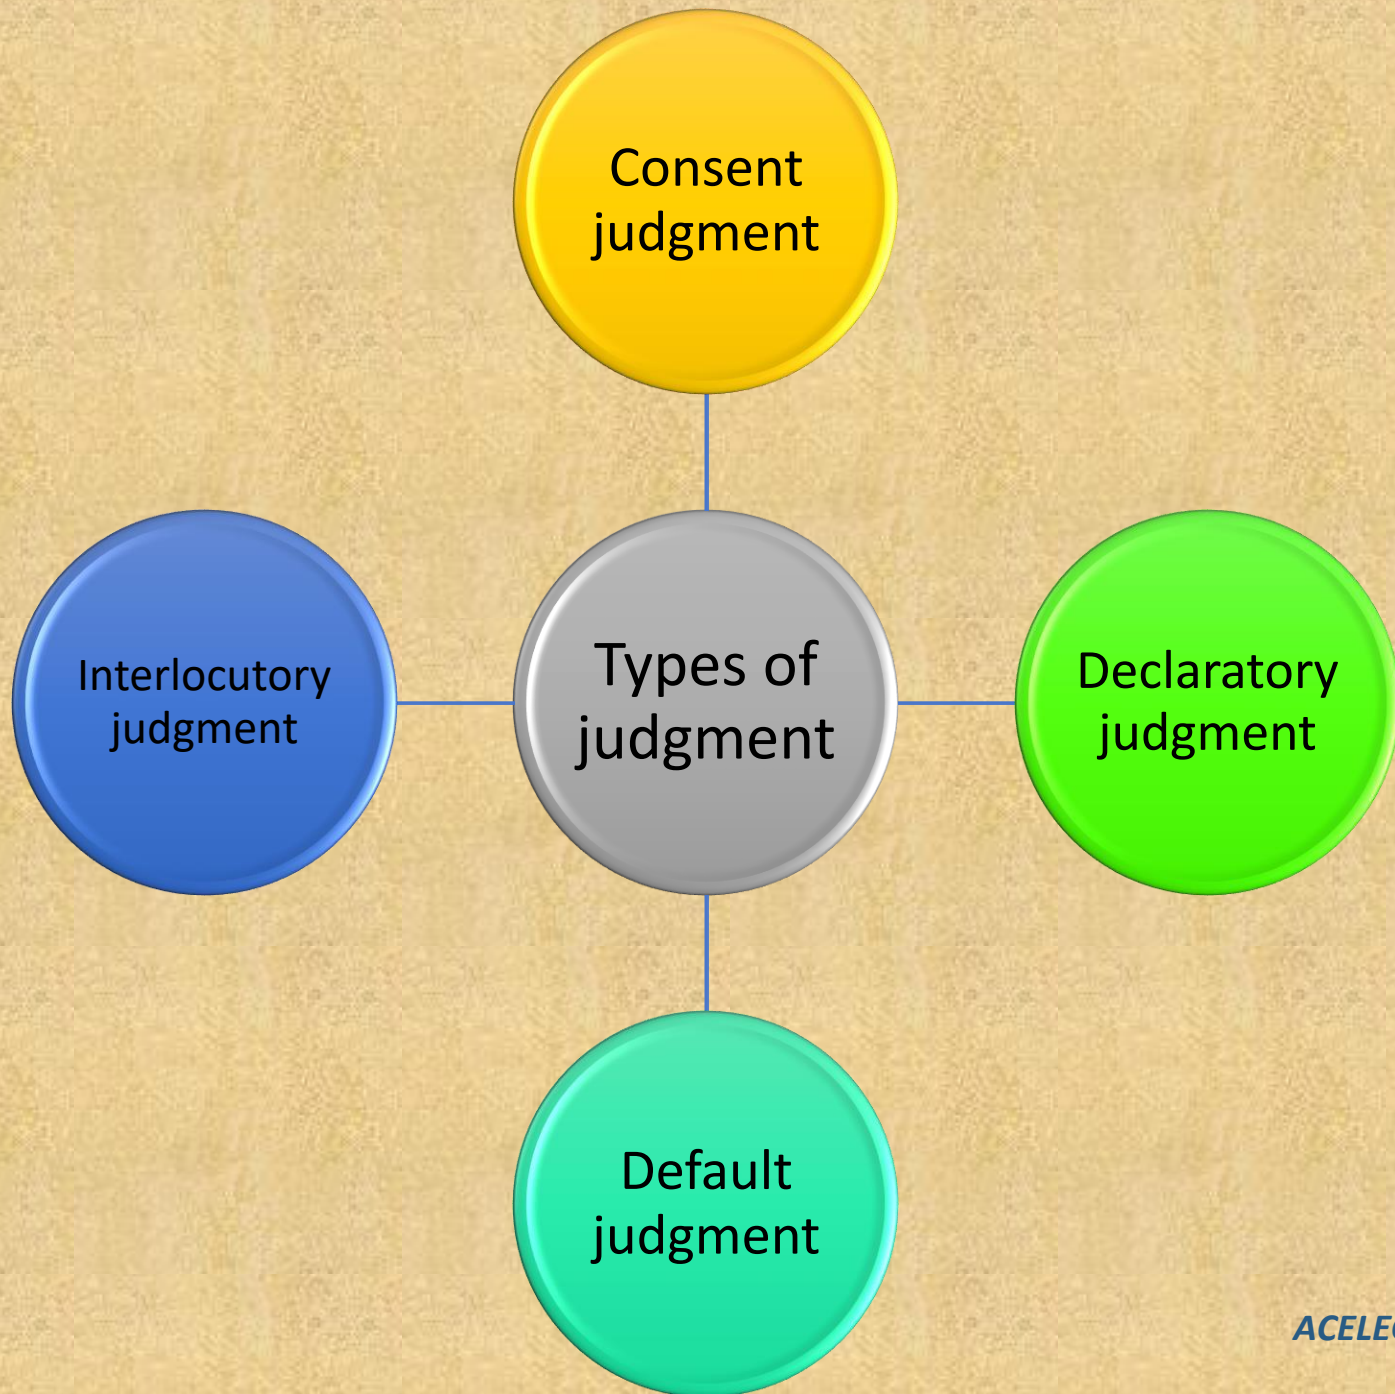 Consent
judgment
Interlocutory
judgment
Types of
judgment
Declaratory
judgment
Default
judgment